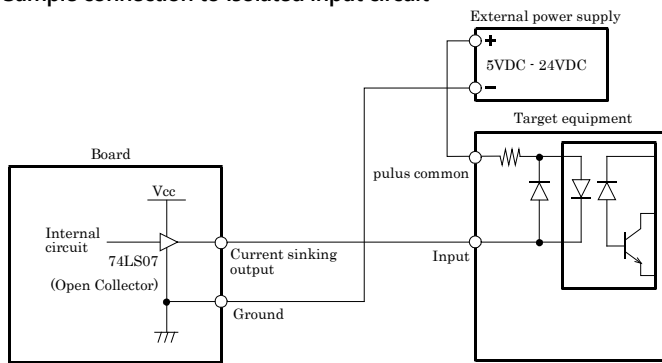 Sample connection to isolated input circuit
External power supply
+
5VDC - 24VDC
−
Target equipment
Board
pulus common
Vcc
Internal
circuit
74LS07
Current sinking
output
Input
(Open Collector)
Ground